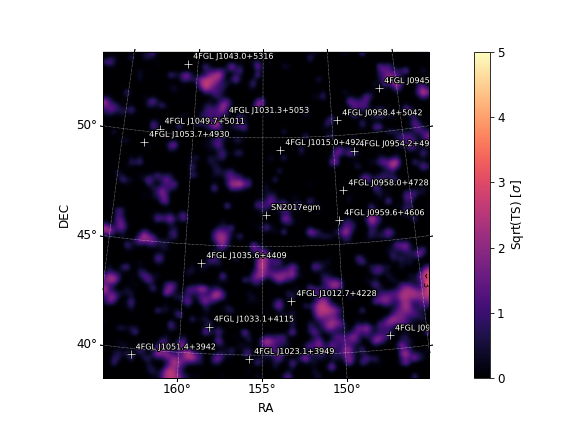 4FGL J1043.0+5316
4FGL J0945
4FGL J1031.3+5053
4FGL J0958.4+5042
4FGL J1049.7+5011
4FGL J1053.7+4930
4FGL J1015.0+492
4FGL J0954.2+49
4FGL J0958.0+4728
SN2017egm
4FGL J0959.6+4606
4FGL J1035.6+4409
4FGL J1012.7+4228
4FGL J1033.1+4115
4FGL J09
4FGL J1051.4+3942
4FGL J1023.1+3949
50°
45°
40°
DEC
160°
155°
150°
RA
5
4
3
2
1
0
Sqrt(TS) [σ]